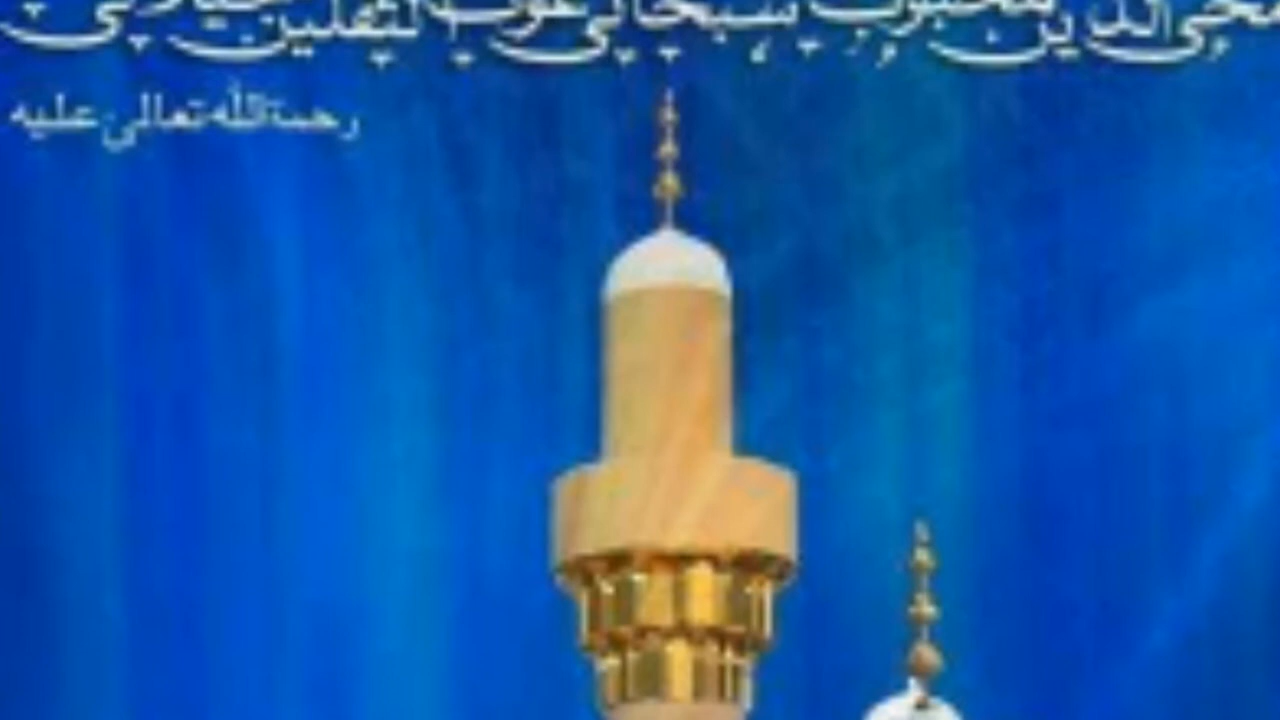 محی الدین محبوب سبحانی غوث الثقلین جیلانی
رحمۃ اللہ تعالی علیہ